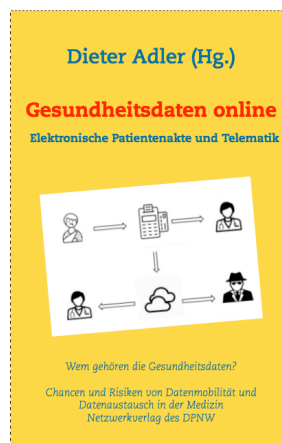 Dieter Adler (Hg.)
Gesundheitsdaten online
Elektronische Patientenakte und Telematik
Wem gehören die Gesundheitsdaten?
Chancen und Risiken von Datenmobilität und
Datenaustausch in der Medizin
Netzwerkverlag des DPNW